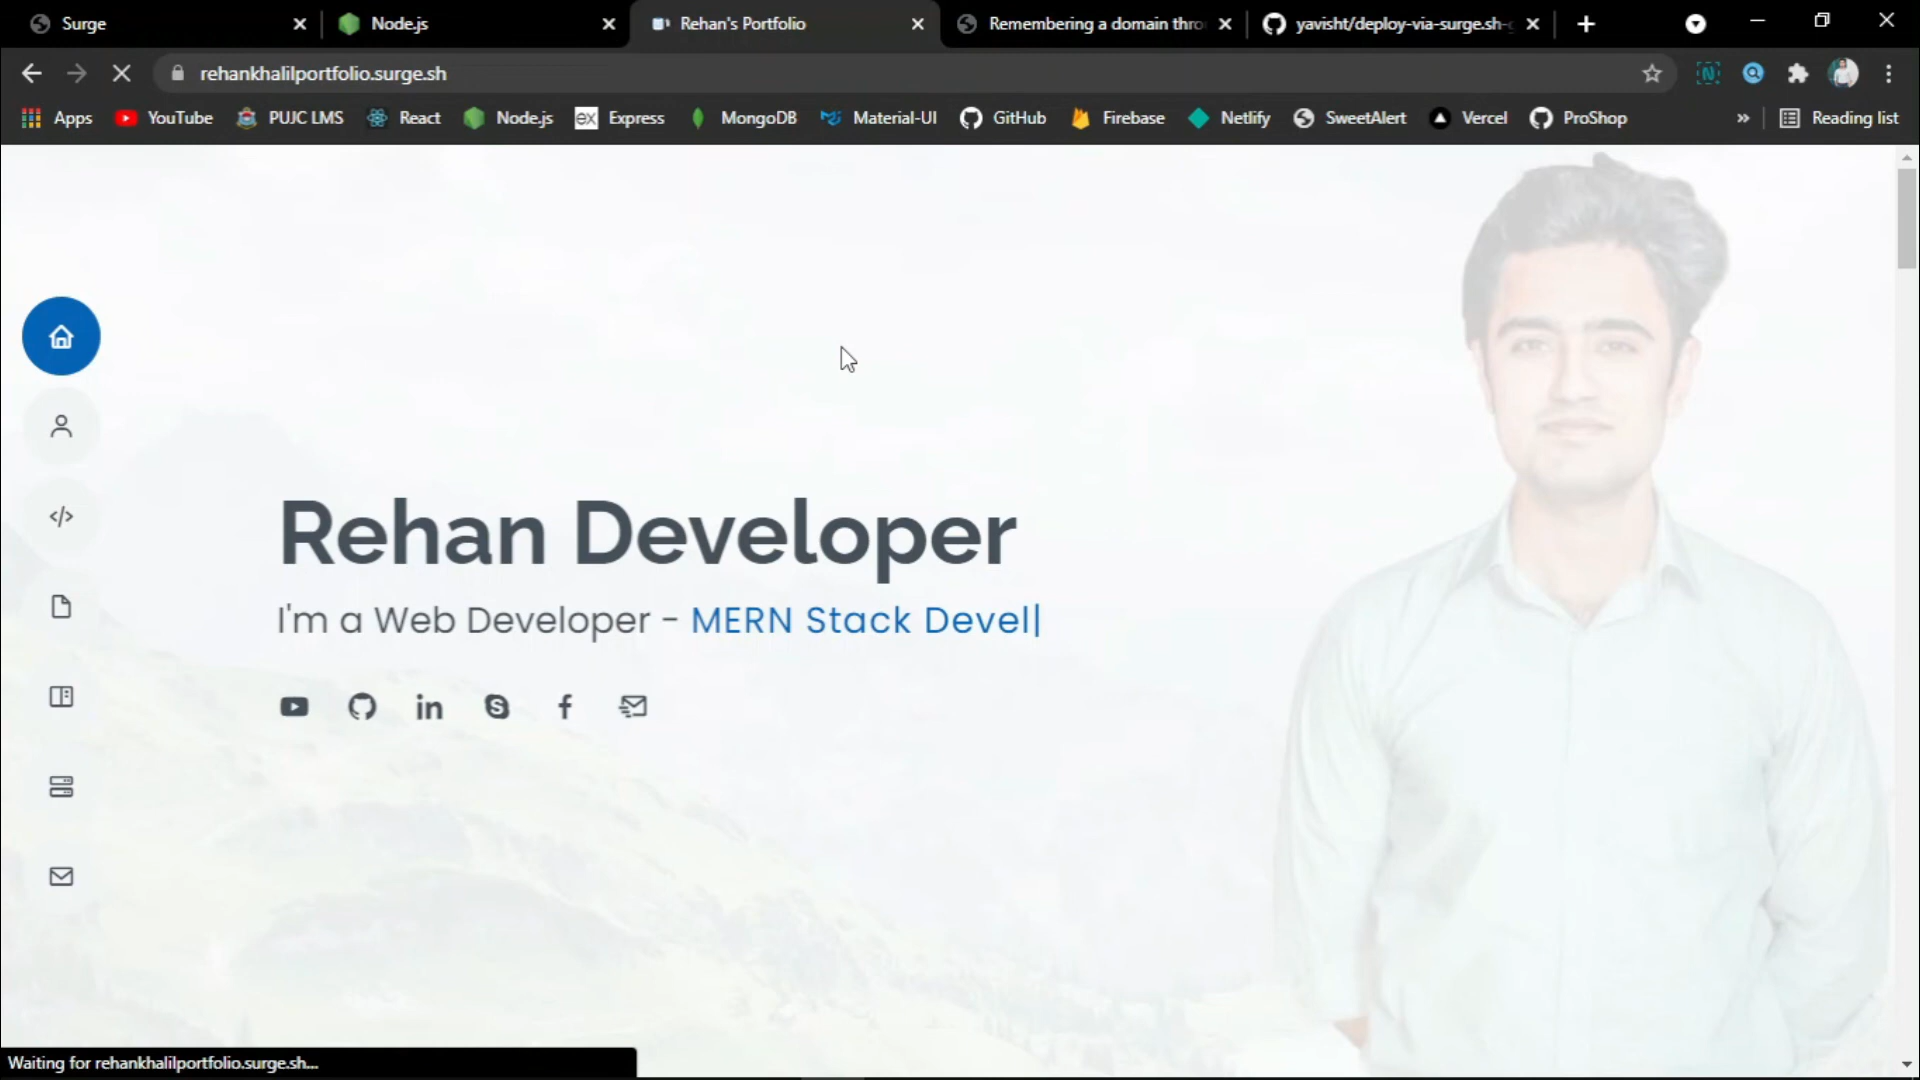 Surge
Node.js
Rehan's Portfolio
Remembering a domain thro
yavisht/deploy-via-surge.sh-
rehankhalilportfolio.surge.sh
Apps
YouTube
PUJC LMS
React
Node.js
ex Express
MongoDB
Material-UI
GitHub
Firebase
Netlify
SweetAlert
Vercel
ProShop
»
Reading list
Rehan Developer
I'm a Web Developer - MERN Stack Devel|
Waiting for rehankhalilportfolio.surge.sh...